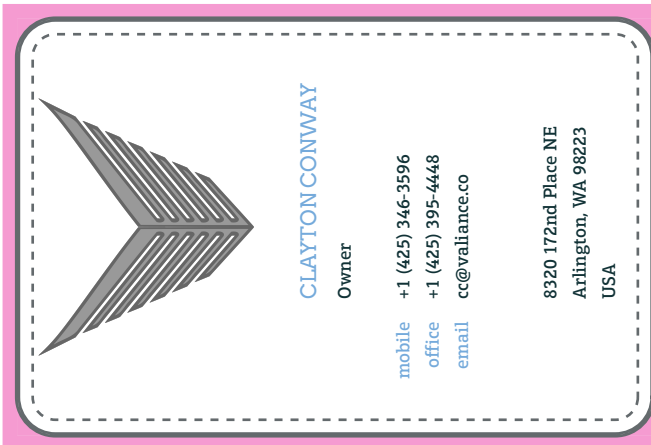 CLAYTON CONWAY
Owner
mobile +1 (425) 346-3596
office +1 (425) 395-4448
email cc@valiance.co
8320 172nd Place NE
Arlington, WA 98223
USA